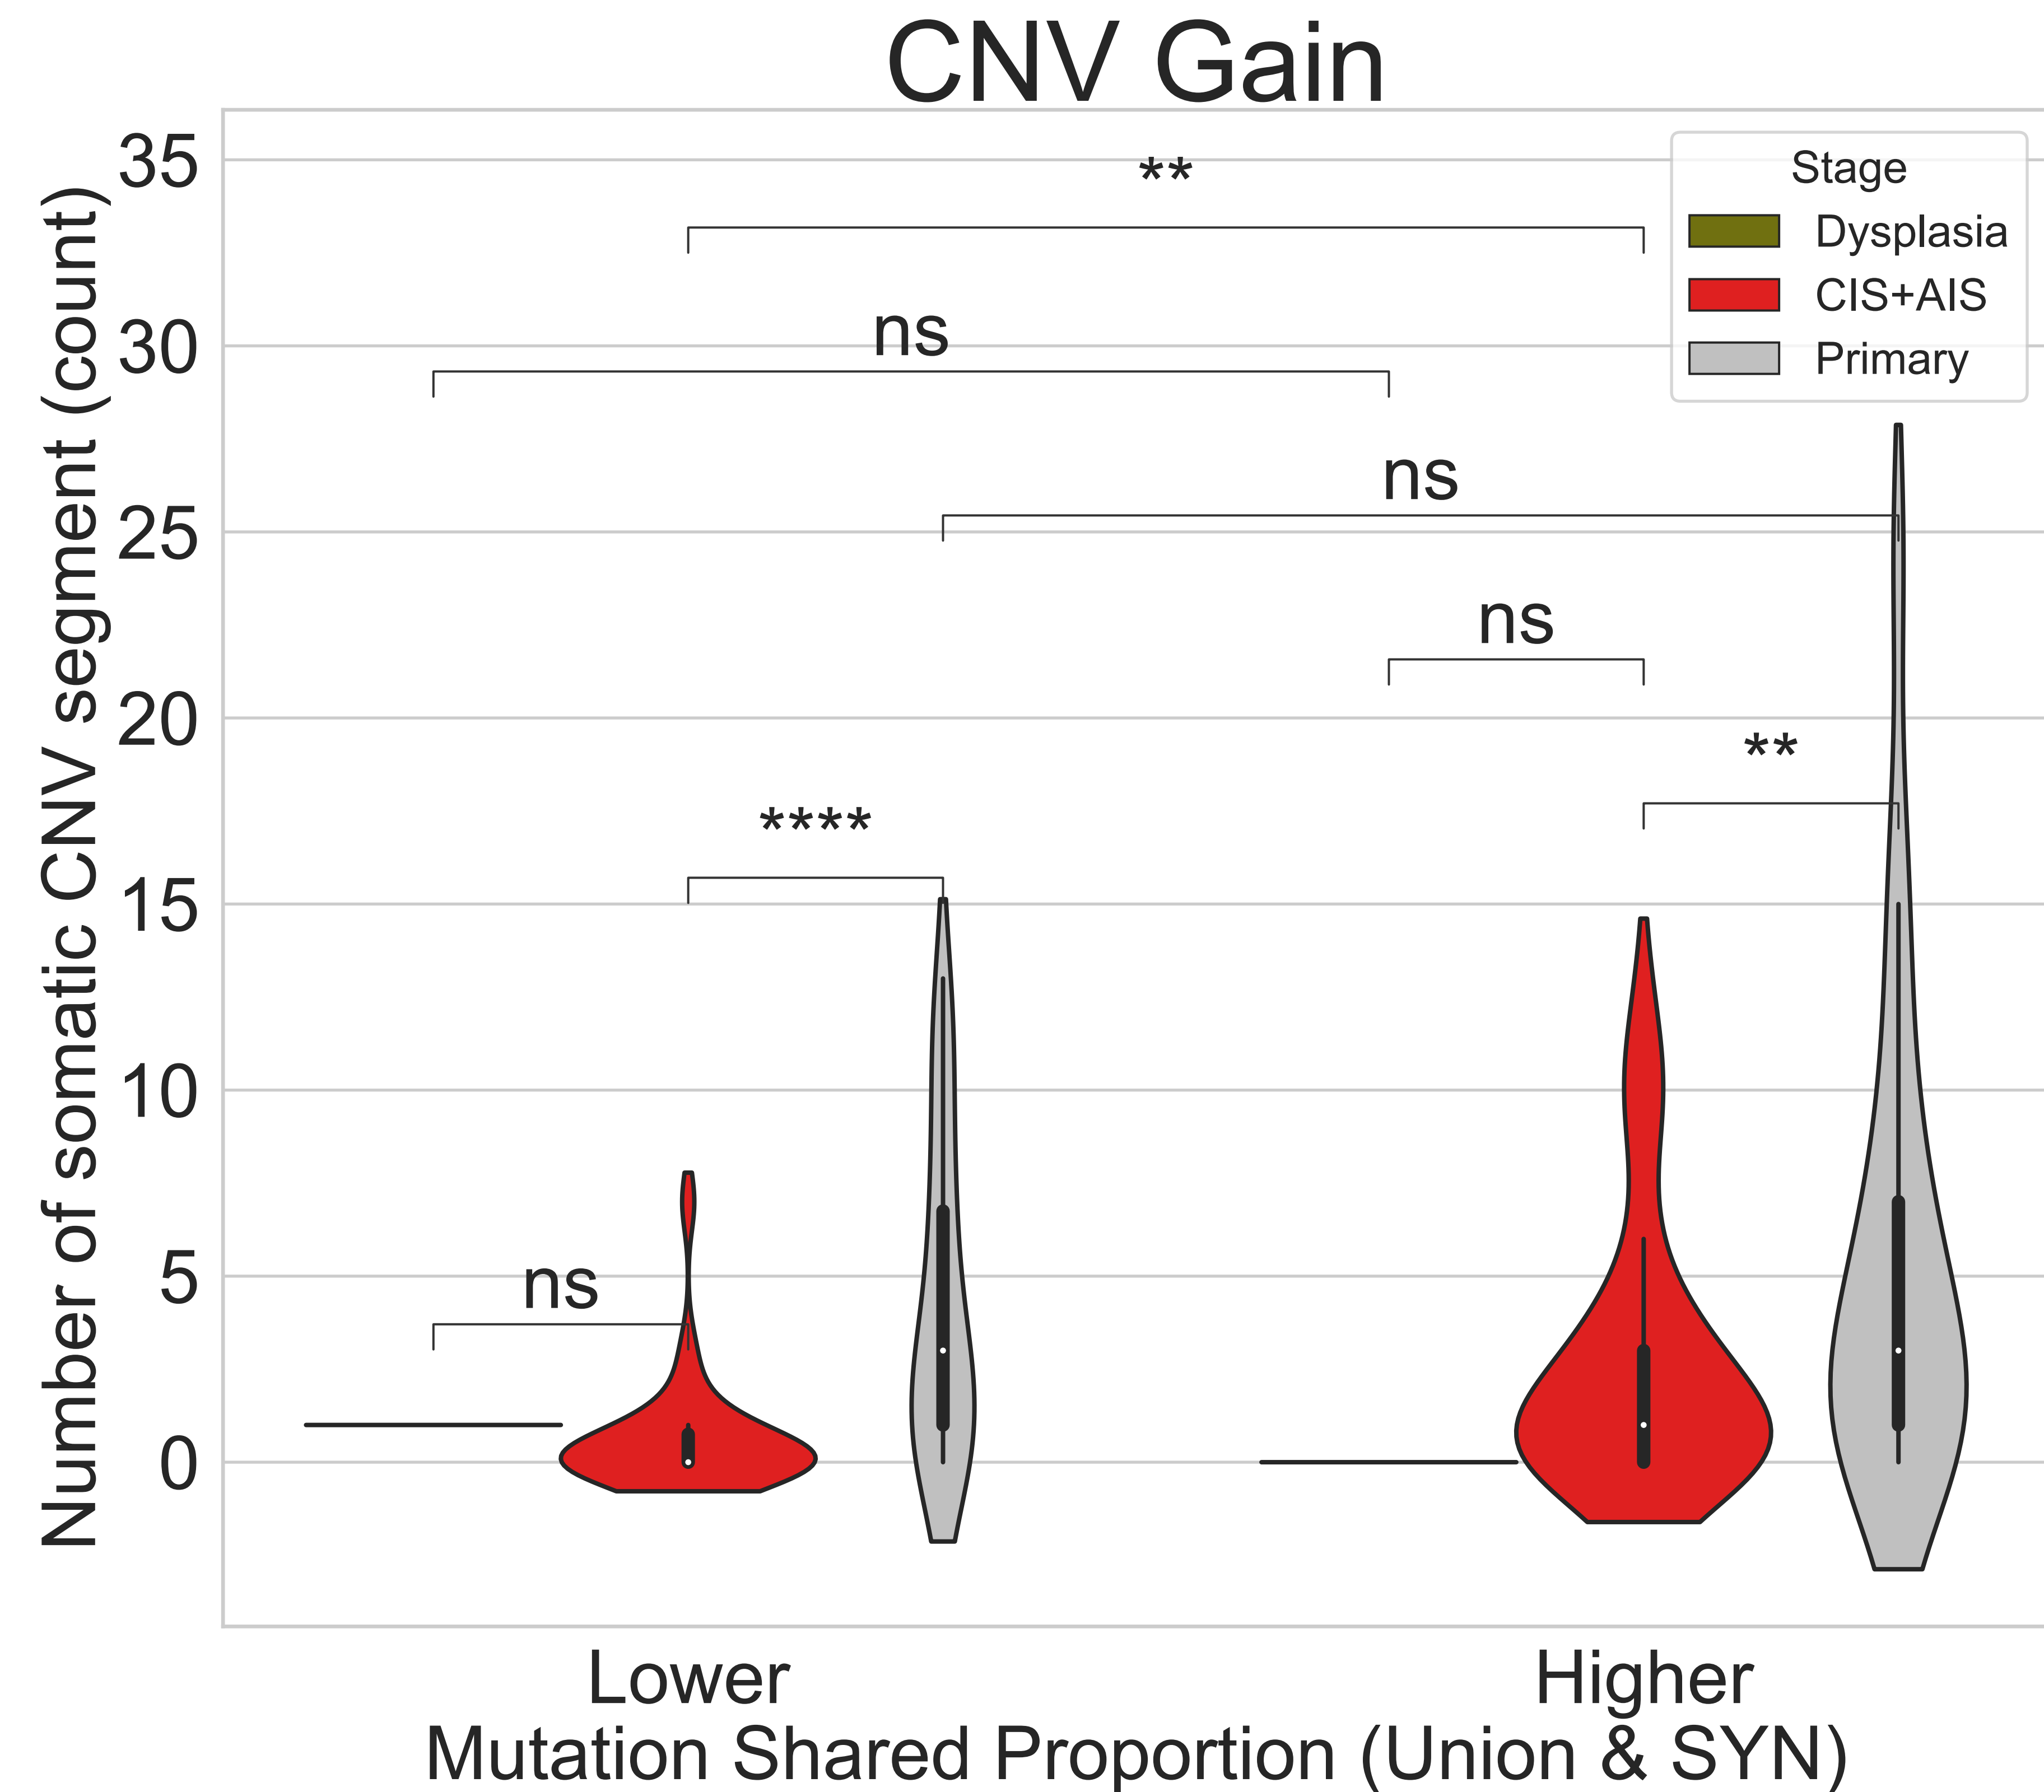 CNV Gain
Number of somatic CNV segment (count)
35
30
25
20
15
10
5
0
**
ns
ns
ns
**
****
ns
Stage
Dysplasia
CIS+AIS
Primary
Lower
Higher
Mutation Shared Proportion (Union & SYN)